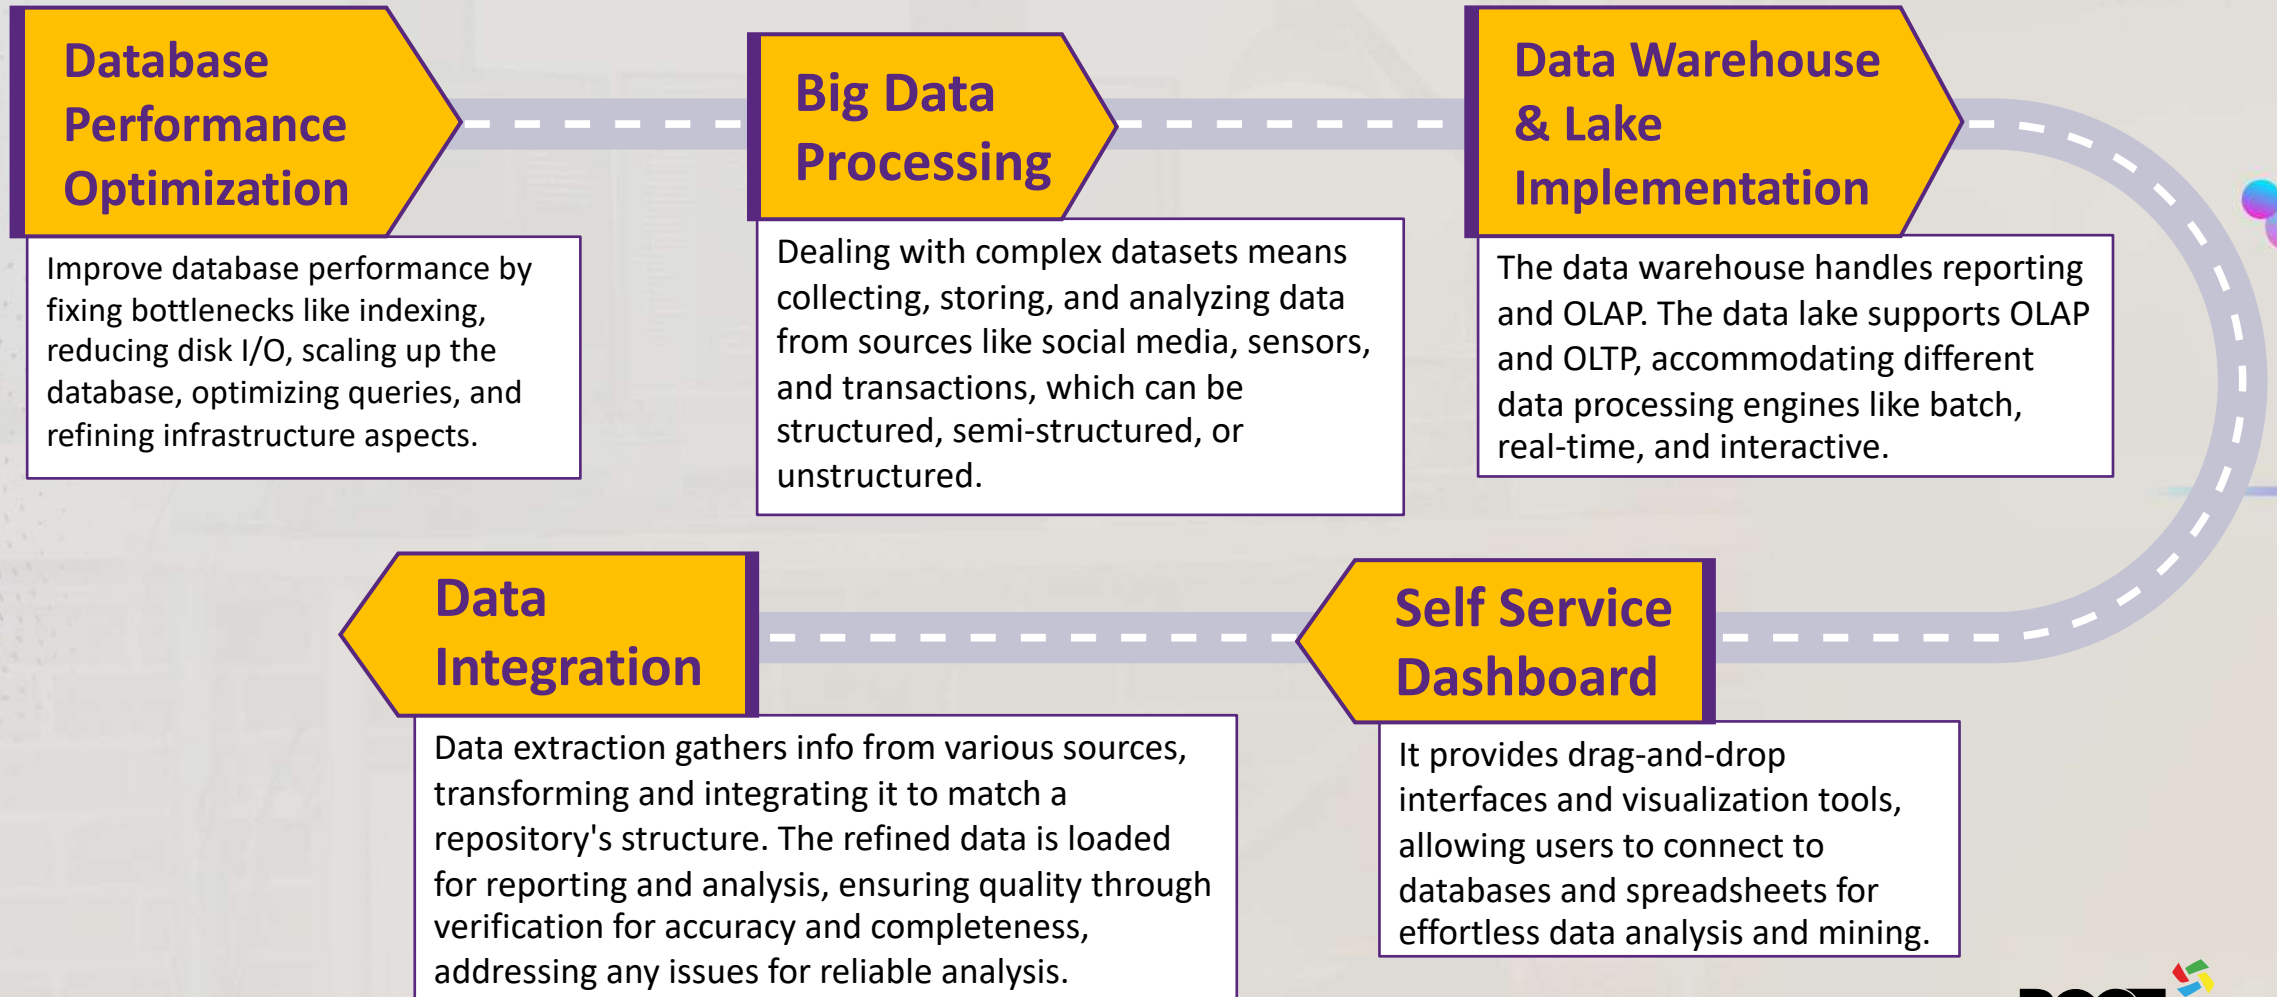 Database
Performance
Optimization
Improve database performance by
fixing bottlenecks like indexing,
reducing disk I/O, scaling up the
database, optimizing queries, and
refining infrastructure aspects.
Big Data
Processing
Dealing with complex datasets means
collecting, storing, and analyzing data
from sources like social media, sensors,
and transactions, which can be
structured, semi-structured, or
unstructured.
Data Warehouse
& Lake
Implementation
The data warehouse handles reporting
and OLAP. The data lake supports OLAP
and OLTP, accommodating different
data processing engines like batch,
real-time, and interactive.
Self Service
Dashboard
It provides drag-and-drop
interfaces and visualization tools,
allowing users to connect to
databases and spreadsheets for
effortless data analysis and mining.
Data
Integration
Data extraction gathers info from various sources,
transforming and integrating it to match a
repository's structure. The refined data is loaded
for reporting and analysis, ensuring quality through
verification for accuracy and completeness,
addressing any issues for reliable analysis.